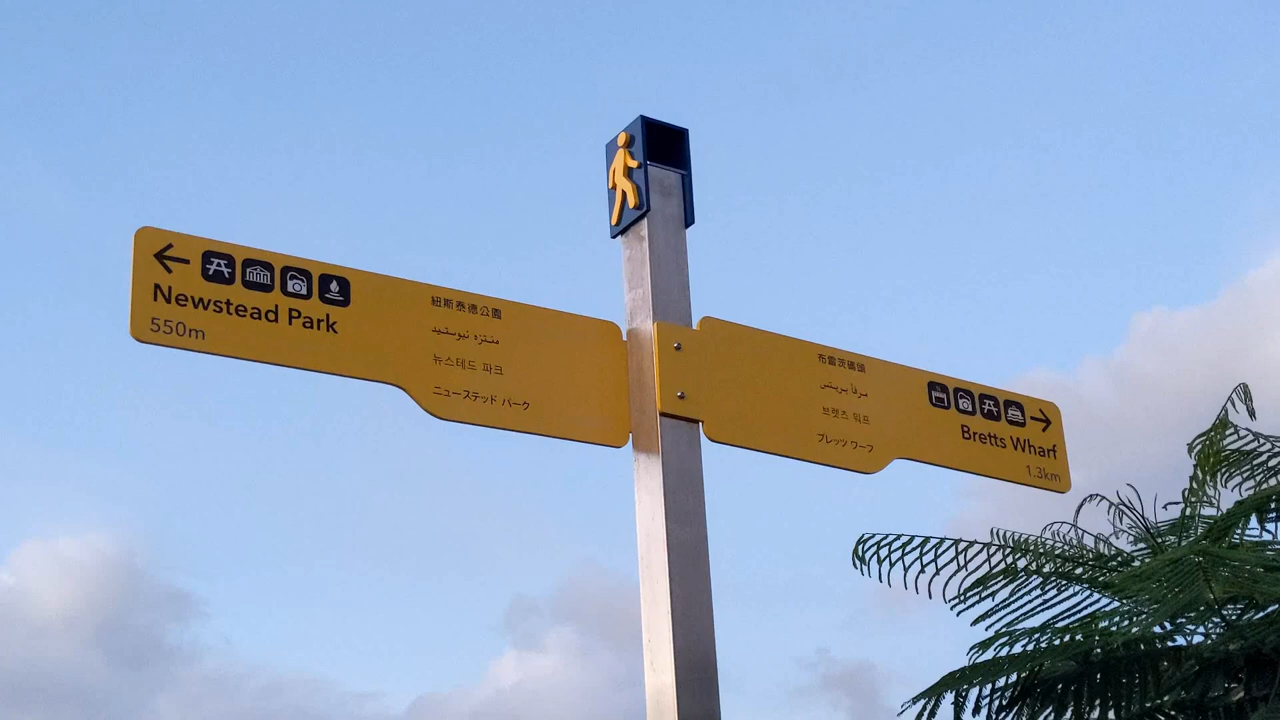 Newstead Park
550m
紐斯泰德公園
منتزه نيوستيد
뉴스테드 파크
ニューステッド パーク
布雷茨碼頭
مرفأ بريتس
브렛츠 워프
ブレッツ ワーフ
Bretts Wharf
1.3km